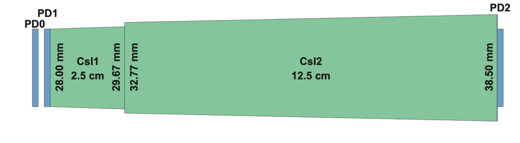 PD1
PD0
PD2
28.00 mm
CsI1
2.5 cm
29.67 mm
32.77 mm
CsI2
12.5 cm
38.50 mm